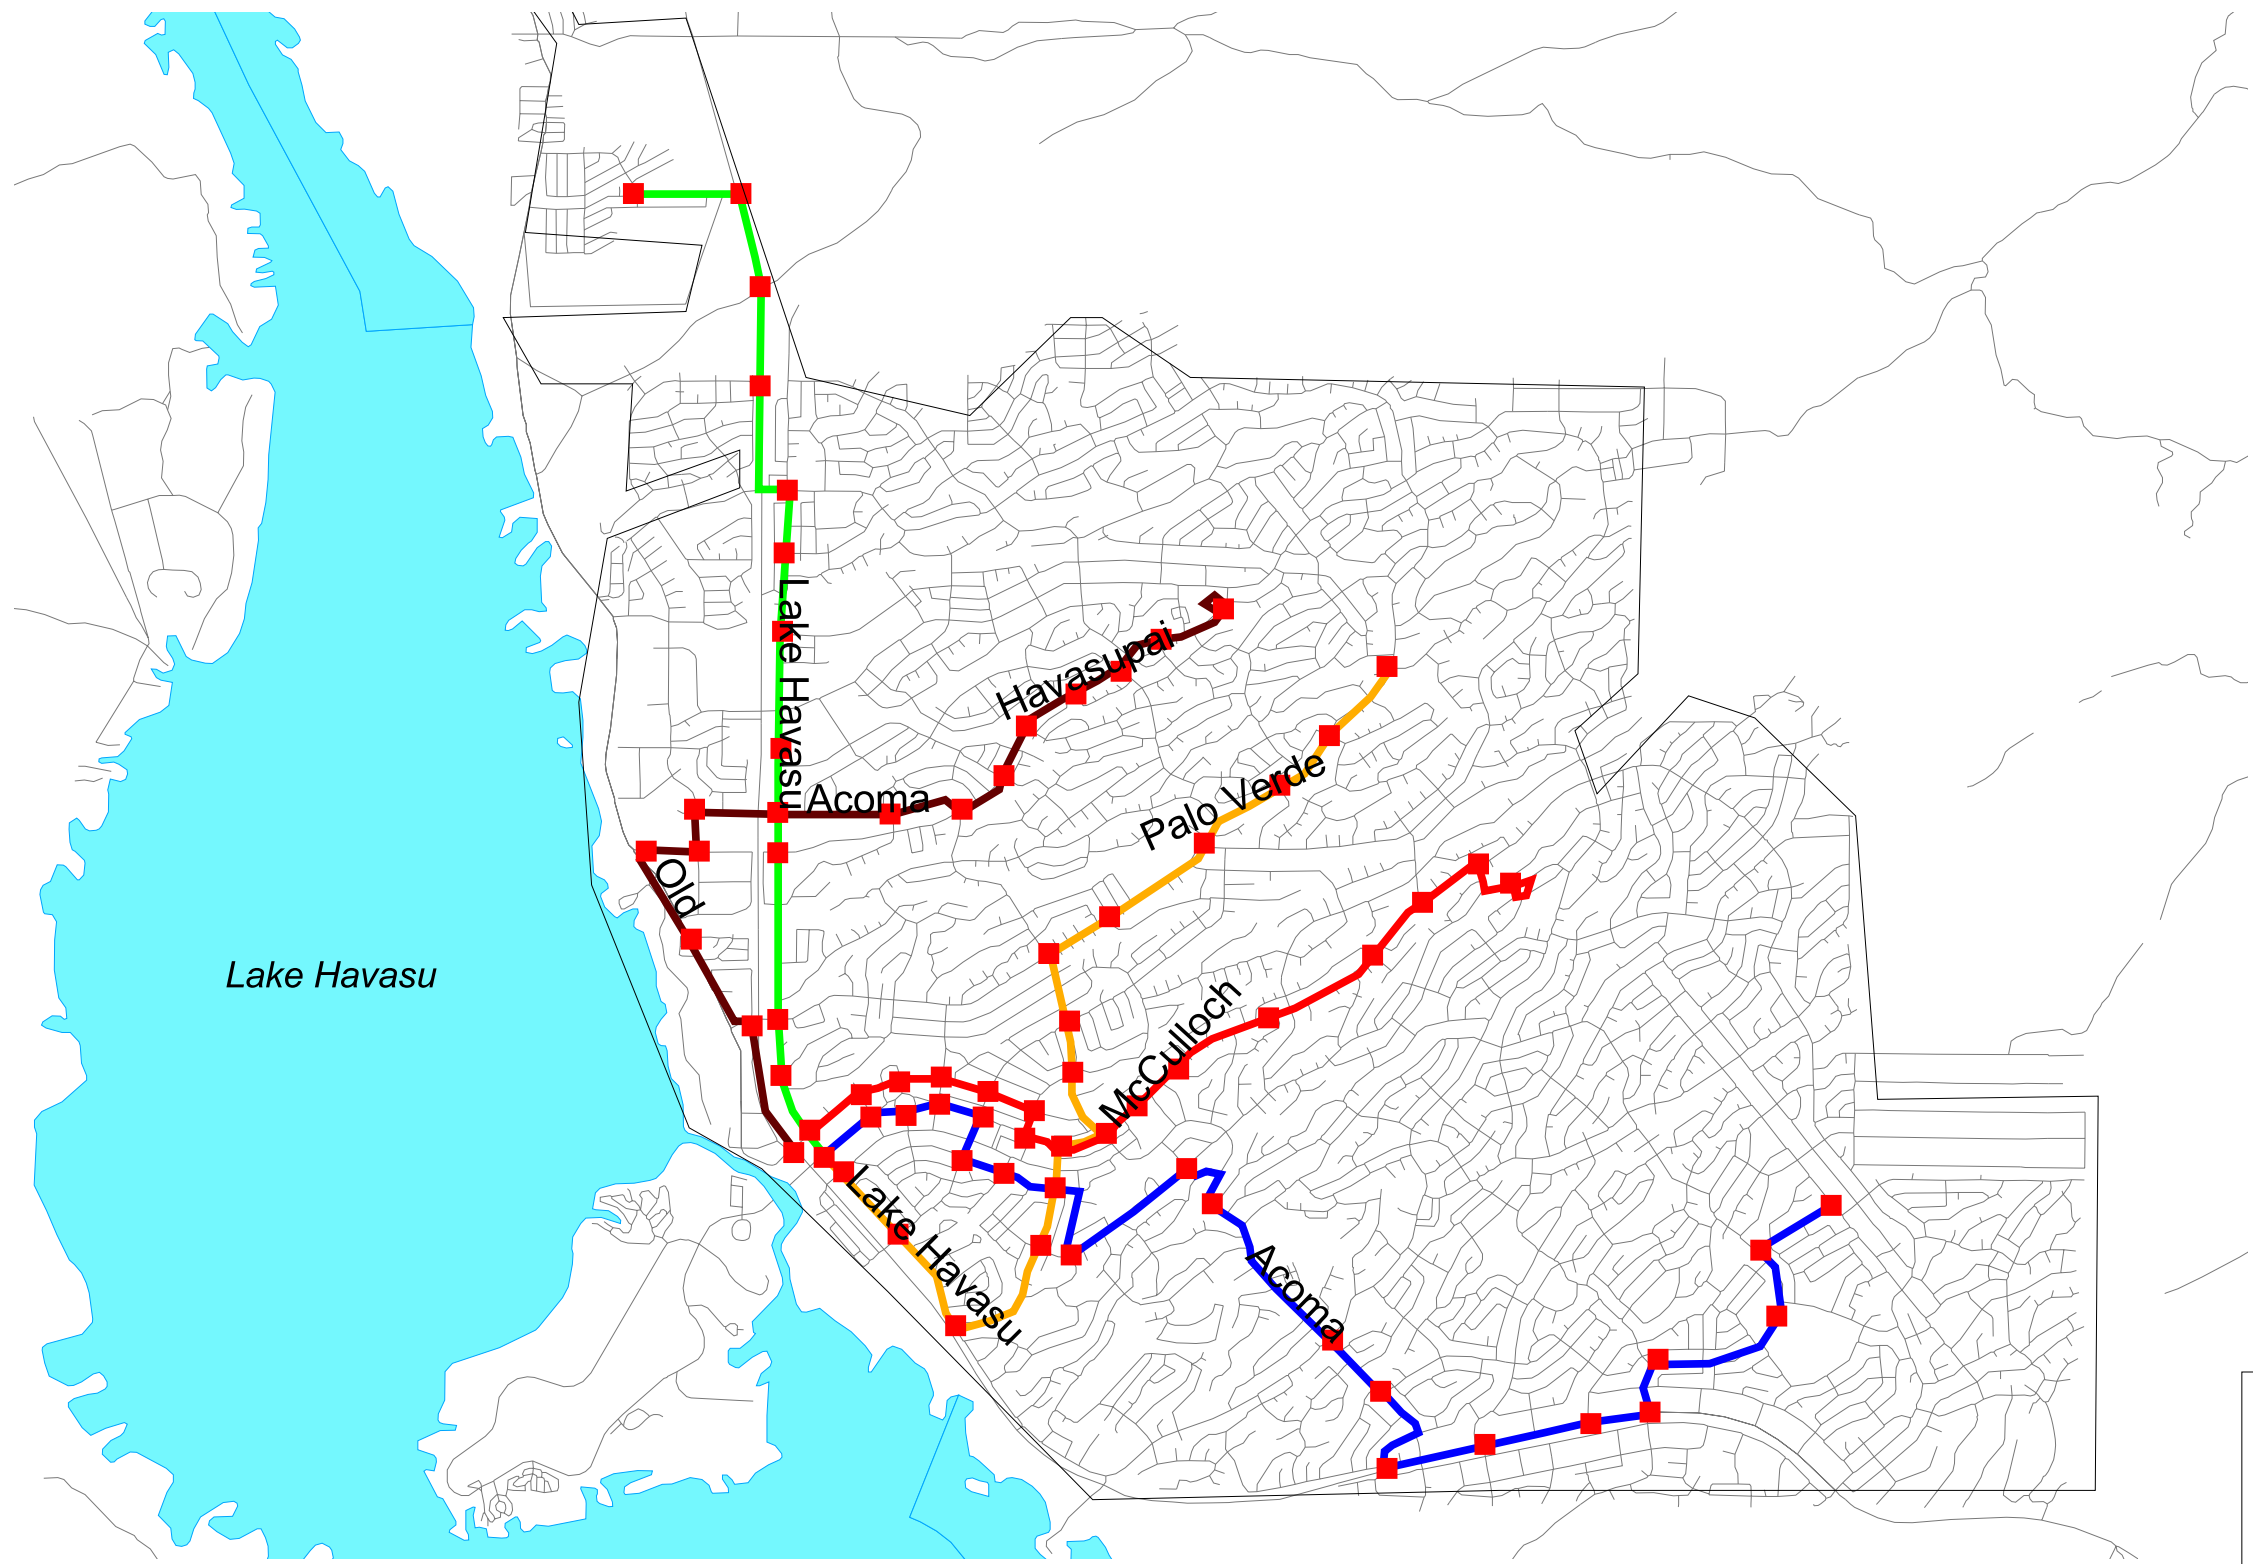 Lake Havasu
Havasupai
Acoma
Palo Verde
Old
Lake Havasu
McCulloch
Lake Havasu
Acoma